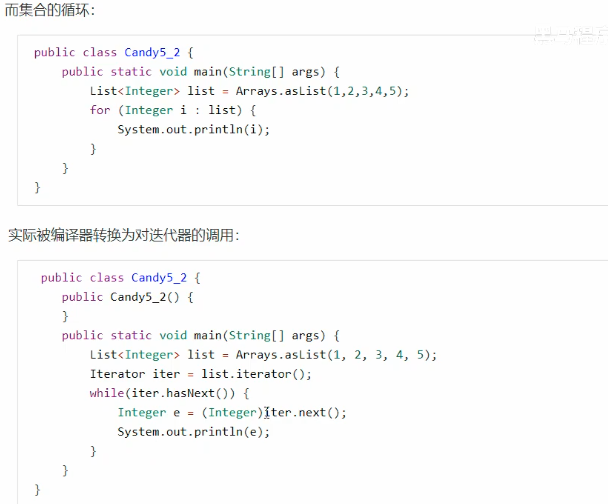 而集合的循环：
public class Candy5_2 {
    public static void main(String[] args) {
        List<Integer> list = Arrays.asList(1,2,3,4,5);
        for (Integer i : list) {
            System.out.println(i);
        }
    }
}
实际被编译器转换为对迭代器的调用：
public class Candy5_2 {
    public Candy5_2() {
    }
    public static void main(String[] args) {
        List<Integer> list = Arrays.asList(1, 2, 3, 4, 5);
        Iterator iter = list.iterator();
        while(iter.hasNext()) {
            Integer e = (Integer)iter.next();
            System.out.println(e);
        }
    }
}